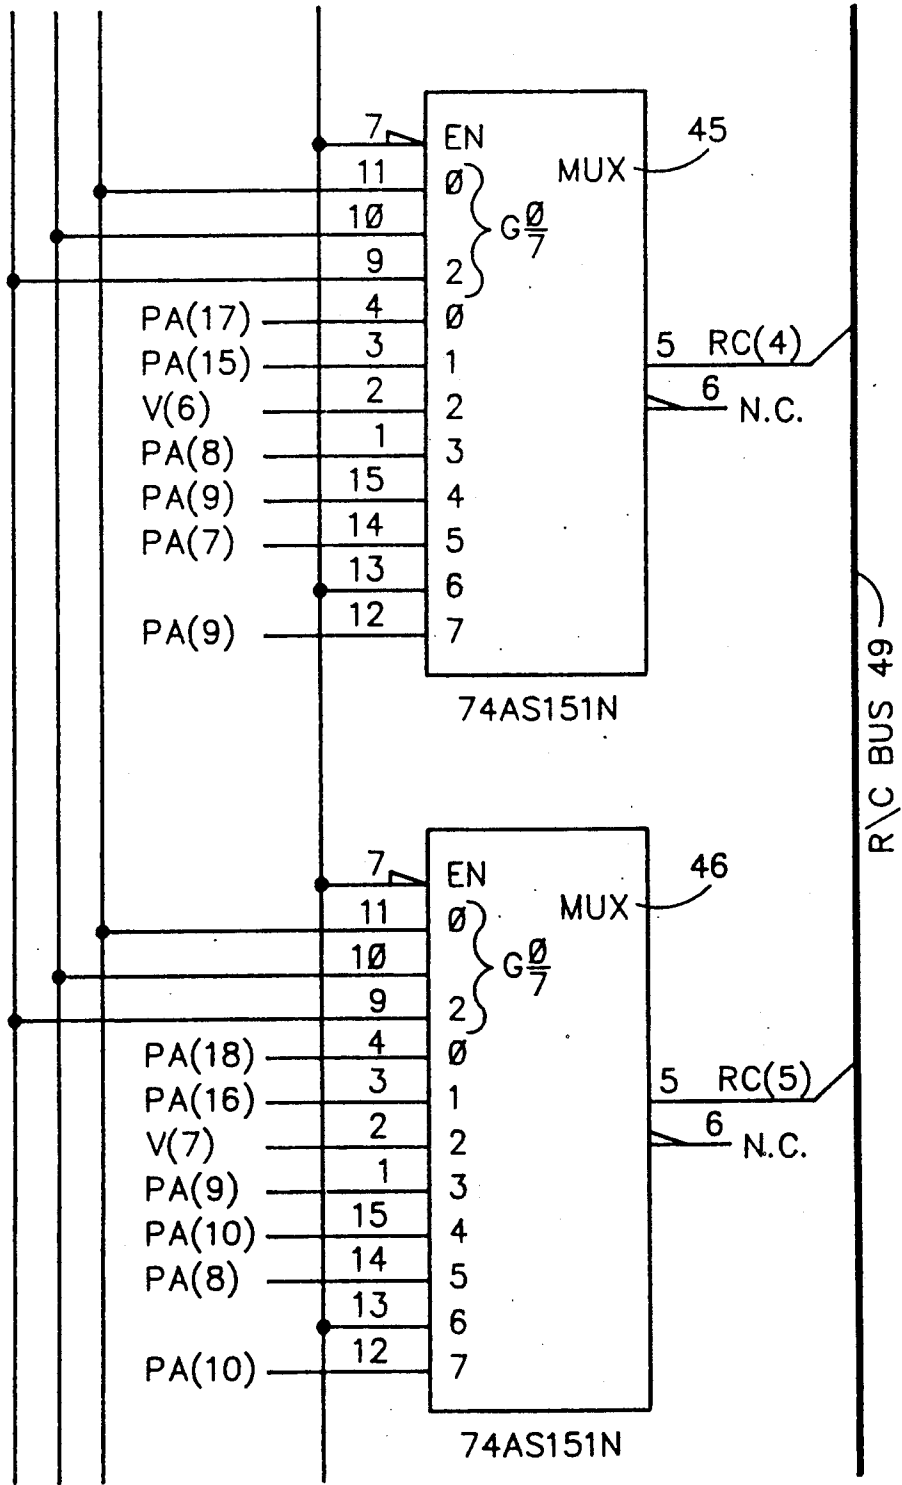 7 EN
MUX 45
11 Ø
10
G Ø/7
9 2
PA(17) 4 Ø
PA(15) 3 1
5 RC(4)
V(6) 2 2
6 N.C.
PA(8) 1 3
PA(9) 15 4
PA(7) 14 5
13 6
PA(9) 12 7
74AS151N
R\C BUS 49
7 EN
MUX 46
11 Ø
1Ø
G Ø/7
9 2
PA(18) 4 Ø
PA(16) 3 1
5 RC(5)
V(7) 2 2
6 N.C.
PA(9) 1 3
PA(10) 15 4
PA(8) 14 5
13 6
PA(10) 12 7
74AS151N